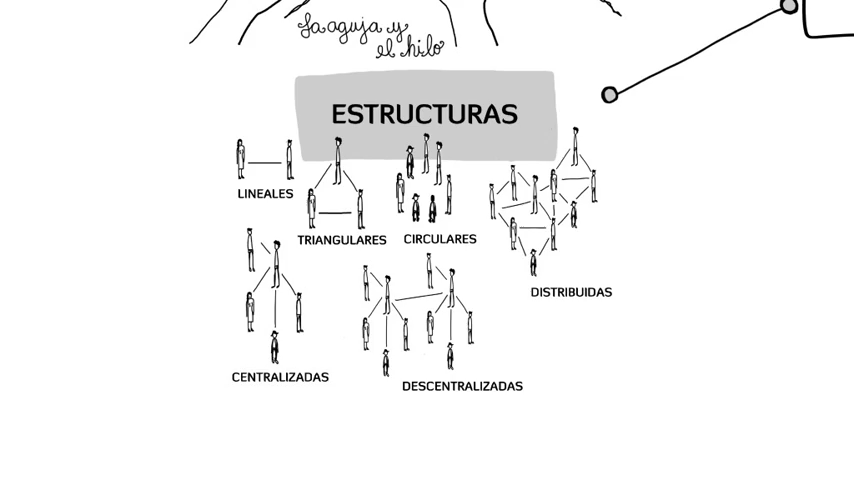 La aguja y
el hilo
ESTRUCTURAS
LINEALES
TRIANGULARES
CIRCULARES
DISTRIBUIDAS
CENTRALIZADAS
DESCENTRALIZADAS